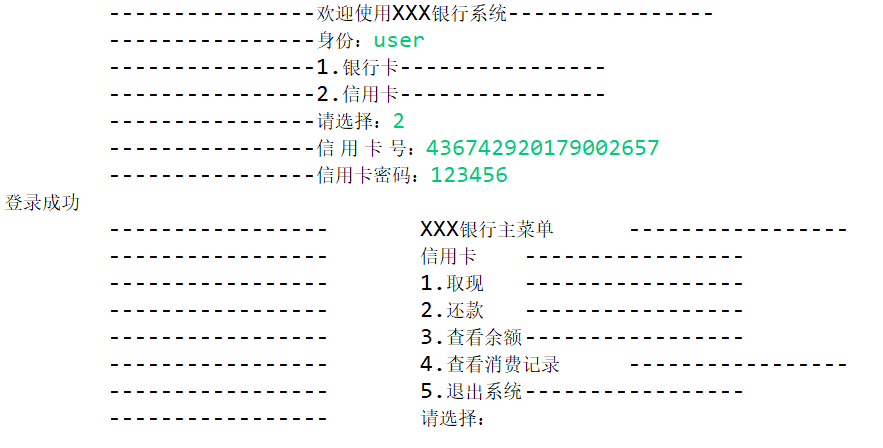 ----------------欢迎使用XXX银行系统----------------
----------------身份：user
----------------1.银行卡----------------
----------------2.信用卡----------------
----------------请选择：2
----------------信 用 卡 号：436742920179002657
----------------信用卡密码：123456
登录成功
-----------------	XXX银行主菜单	-----------------
-----------------	信用卡	-----------------
-----------------	1.取现	-----------------
-----------------	2.还款	-----------------
-----------------	3.查看余额-----------------
-----------------	4.查看消费记录	-----------------
-----------------	5.退出系统-----------------
-----------------	请选择：